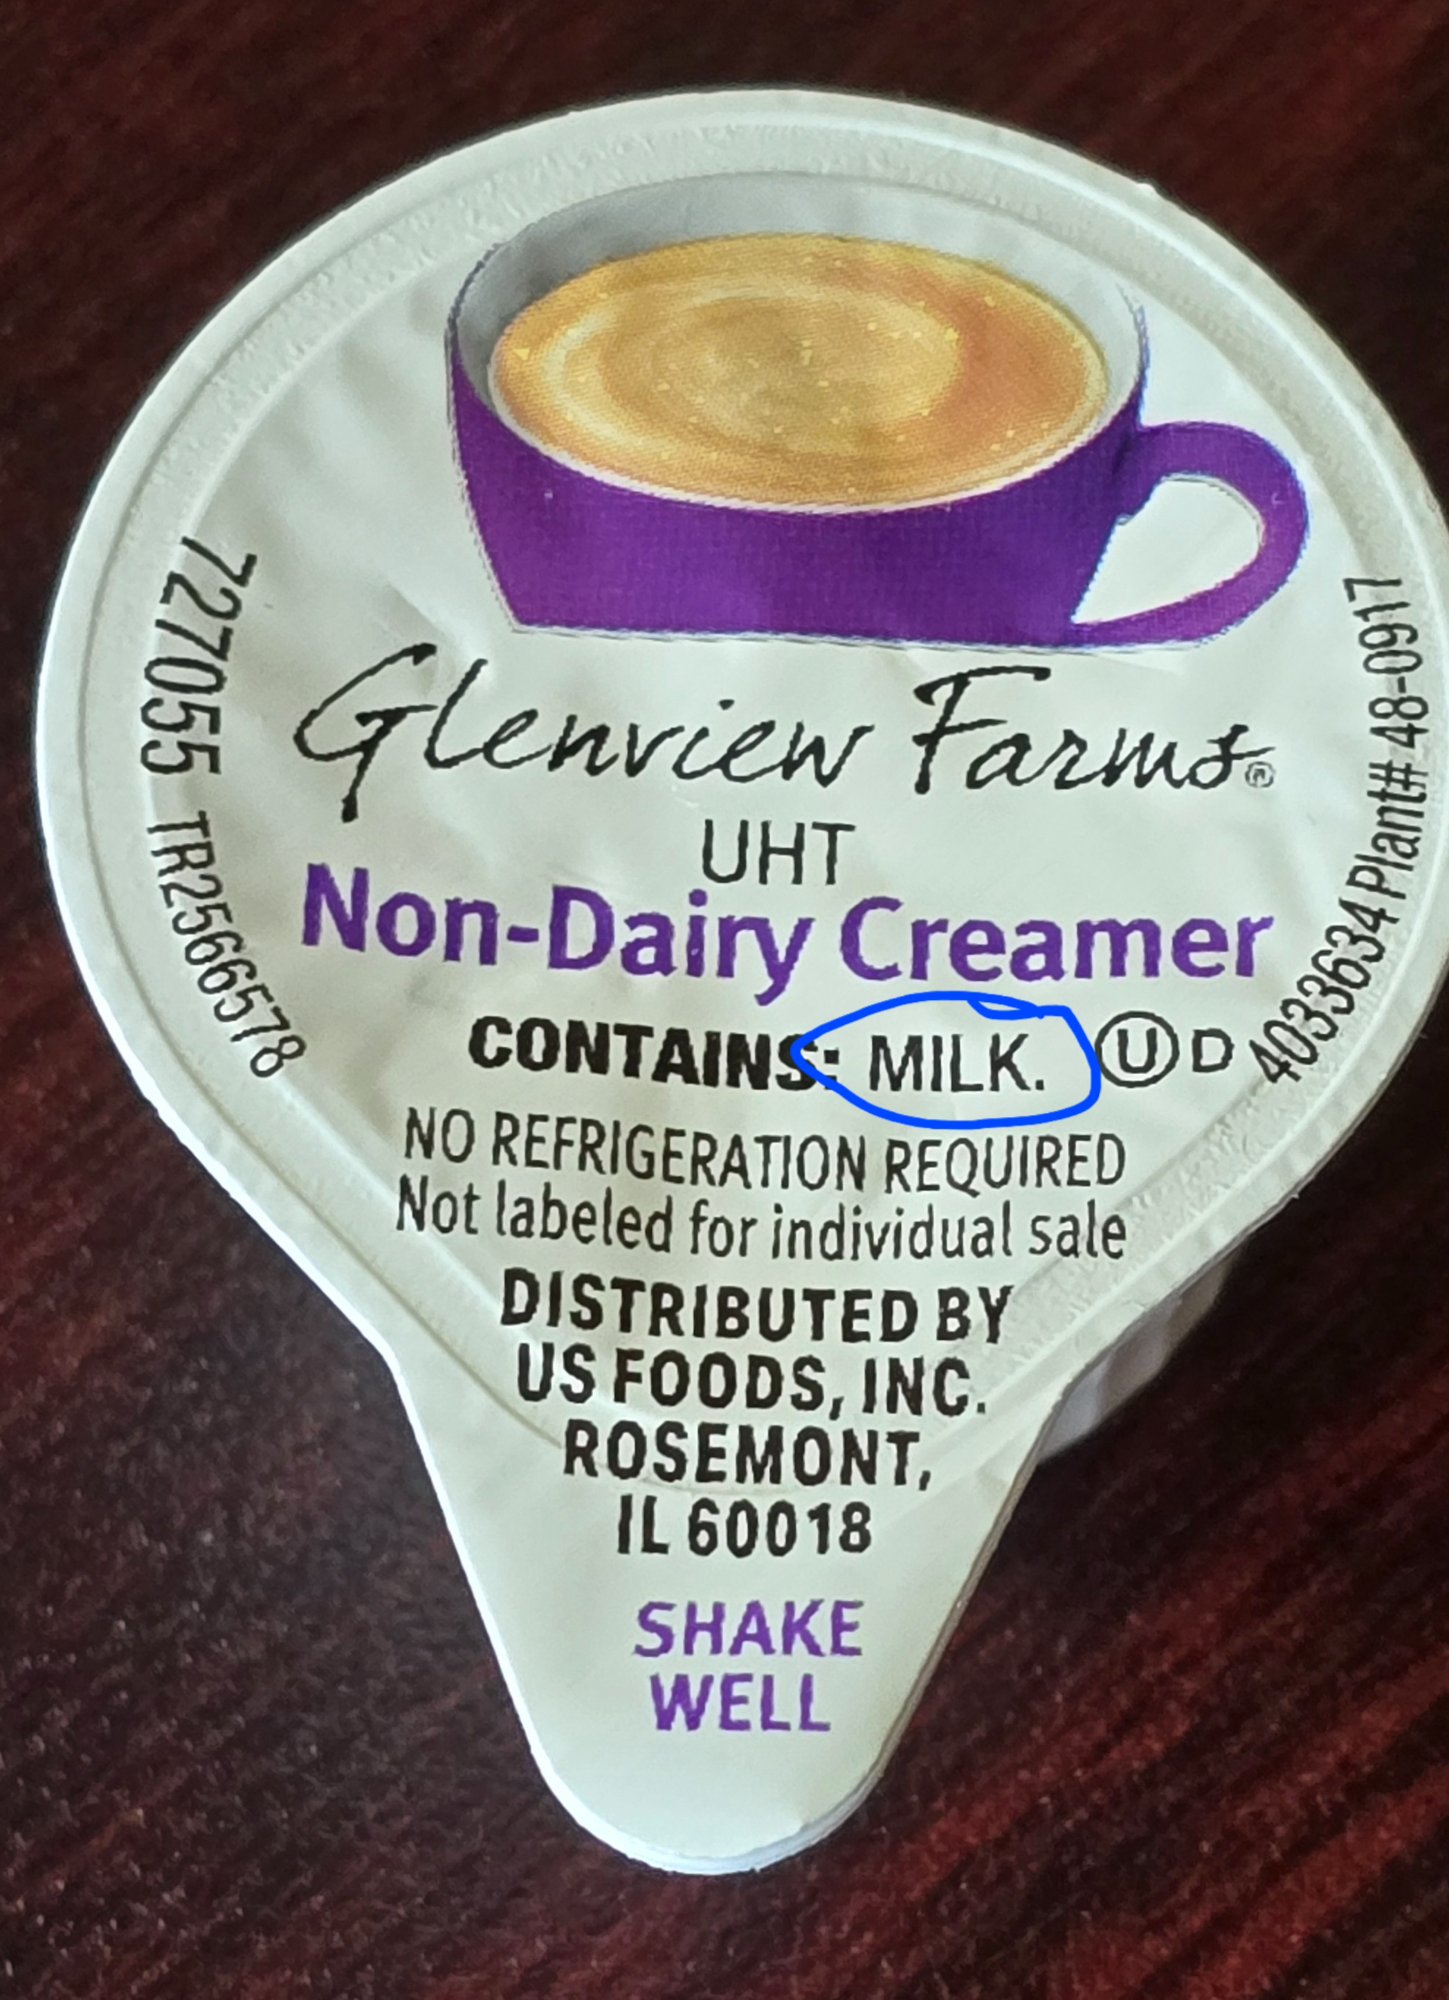 Glenview Farms®
UHT
Non-Dairy Creamer
CONTAINS: MILK. Ⓤ D
NO REFRIGERATION REQUIRED
Not labeled for individual sale
DISTRIBUTED BY
US FOODS, INC.
ROSEMONT,
IL 60018
SHAKE
WELL
727055 TR2566578
4033634 Plant# 48-0917